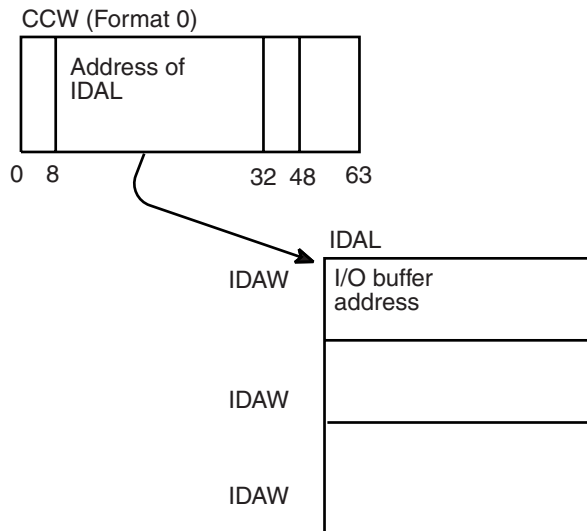 CCW (Format 0)
Address of
IDAL
0 8 32 48 63
IDAL
IDAW
I/O buffer
address
IDAW
IDAW